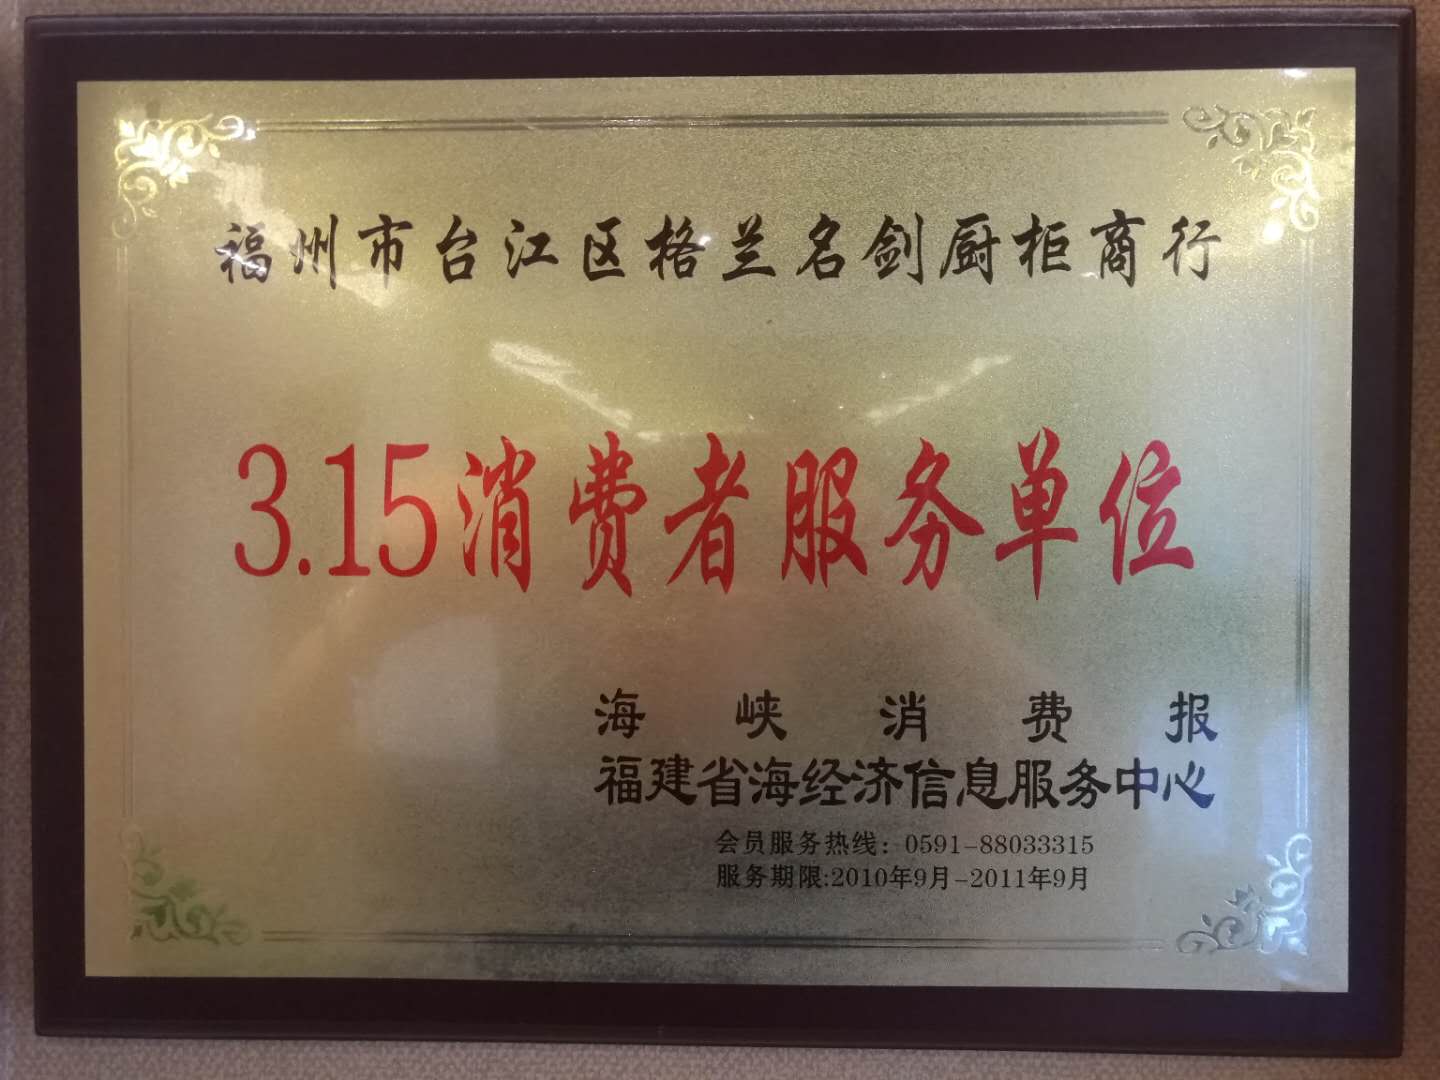 福州市台江区格兰名剑厨柜商行
3.15消费者服务单位
海峡消费报
福建省海经济信息服务中心
会员服务热线：0591-88033315
服务期限:2010年9月-2011年9月